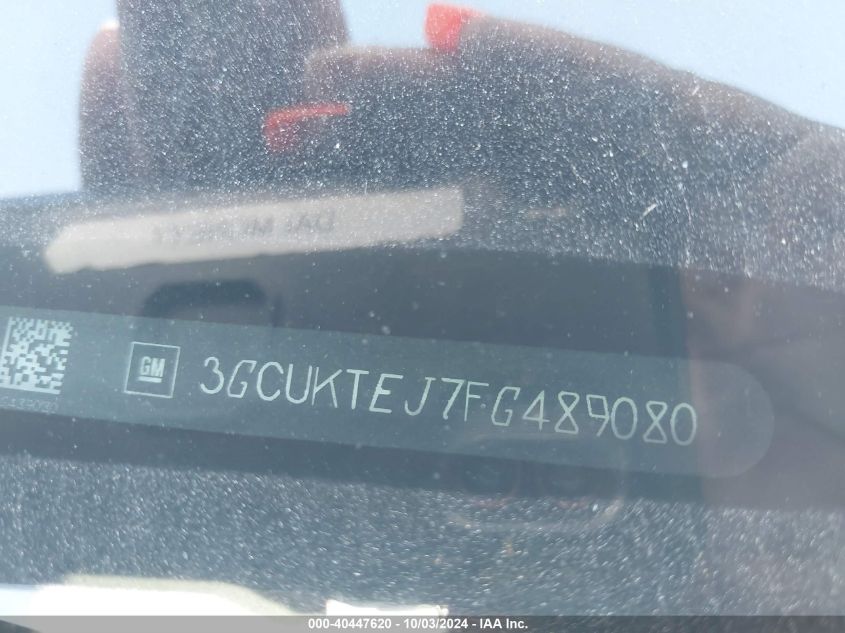 GM 3GCUKTEJ7FG489080
000-40447620 - 10/03/2024 - IAA Inc.